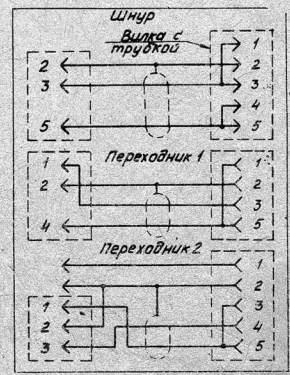 Шнур
Вилка с
трубкой
1
2 2
3 3
4
5 5
Переходник 1
1 1
2 2
3
4 5
Переходник 2
1
2
1 3
2 4
3 5